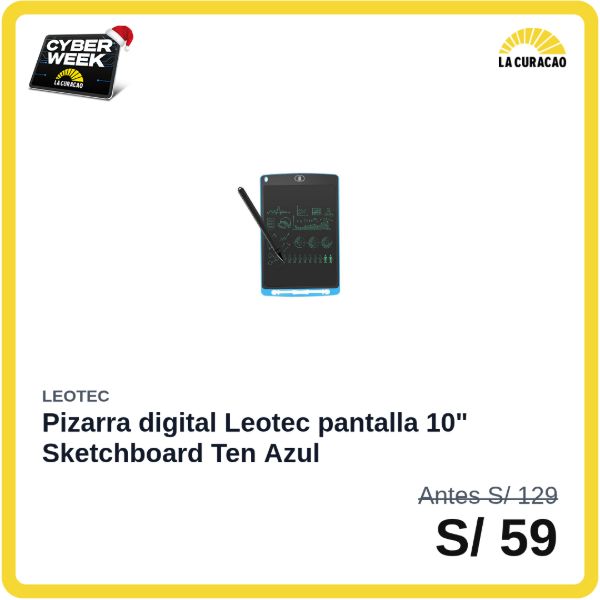 CYBER
WEEK
LA CURACAO
LA CURACAO
LEOTEC
Pizarra digital Leotec pantalla 10"
Sketchboard Ten Azul
Antes S/ 129
S/ 59